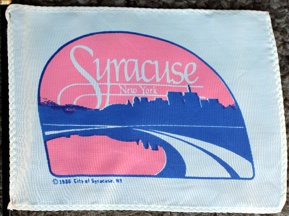 Syracuse
New York
© 1986 City of Syracuse, NY